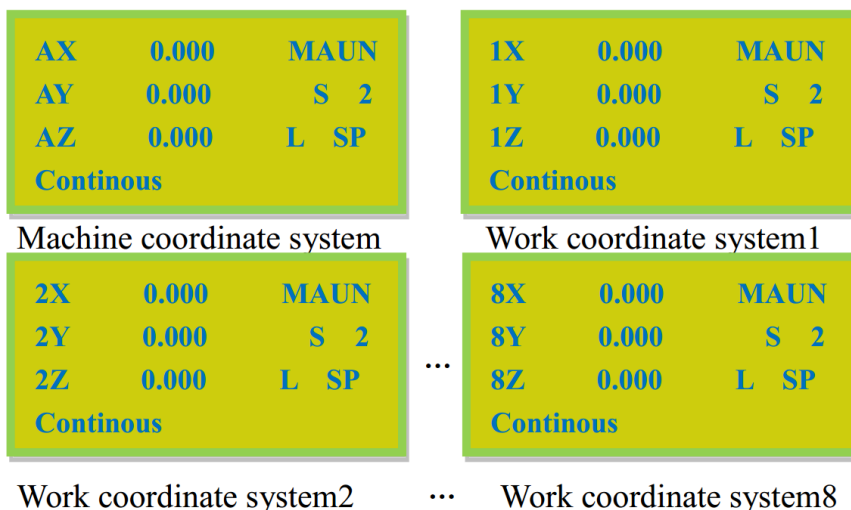 AX 0.000 MAUN
AY 0.000 S 2
AZ 0.000 L SP
Continous
Machine coordinate system
1X 0.000 MAUN
1Y 0.000 S 2
1Z 0.000 L SP
Continous
Work coordinate system1
2X 0.000 MAUN
2Y 0.000 S 2
2Z 0.000 L SP
Continous
Work coordinate system2
...
...
8X 0.000 MAUN
8Y 0.000 S 2
8Z 0.000 L SP
Continous
Work coordinate system8